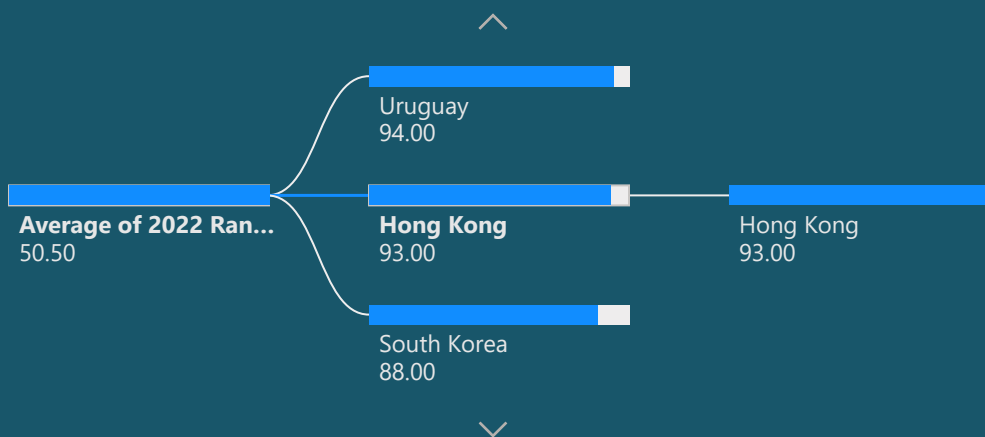 Uruguay
94.00
Average of 2022 Ran...
50.50
Hong Kong
93.00
Hong Kong
93.00
South Korea
88.00